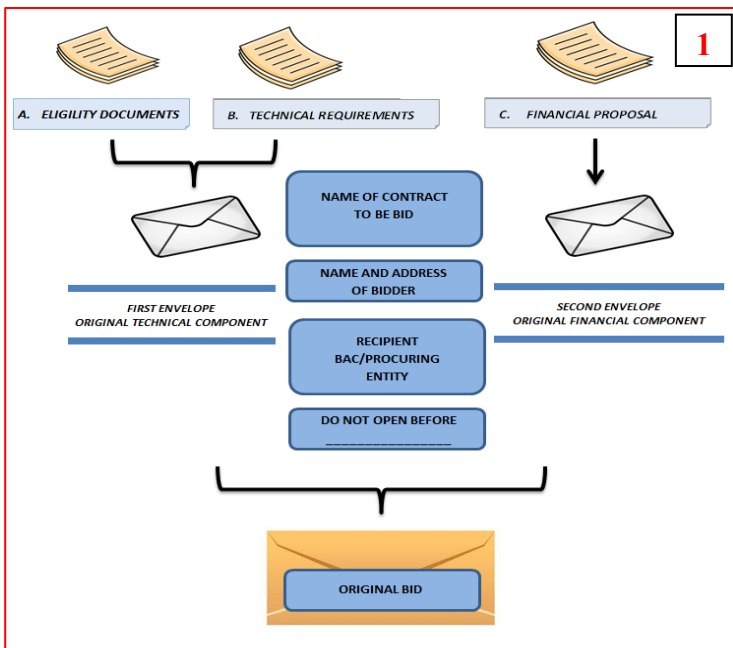 1
A. ELIGILITY DOCUMENTS
B. TECHNICAL REQUIREMENTS
C. FINANCIAL PROPOSAL
NAME OF CONTRACT
TO BE BID
NAME AND ADDRESS
OF BIDDER
FIRST ENVELOPE
ORIGINAL TECHNICAL COMPONENT
SECOND ENVELOPE
ORIGINAL FINANCIAL COMPONENT
RECIPIENT
BAC/PROCURING
ENTITY
DO NOT OPEN BEFORE
________________
ORIGINAL BID